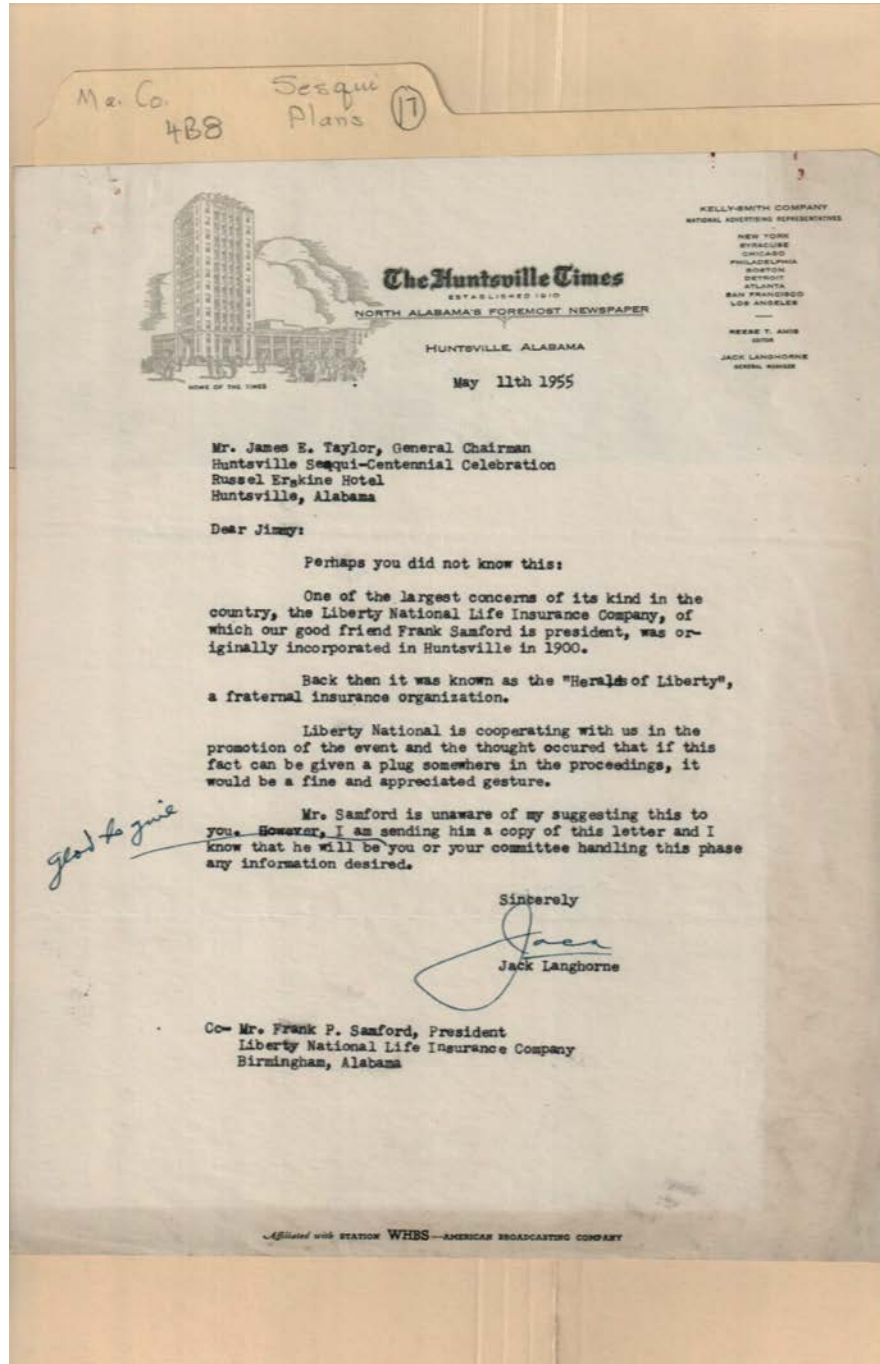 Ma. Co.
4B8
Sesqui
Plans
17
KELLY-SMITH COMPANY
NATIONAL ADVERTISING REPRESENTATIVES
NEW YORK
SYRACUSE
CHICAGO
PHILADELPHIA
BOSTON
DETROIT
ATLANTA
SAN FRANCISCO
LOS ANGELES
REESE T. AMIS
EDITOR
JACK LANGHORNE
GENERAL MANAGER
The Huntsville Times
ESTABLISHED 1910
NORTH ALABAMA'S FOREMOST NEWSPAPER
HUNTSVILLE, ALABAMA
HOME OF THE TIMES
May 11th 1955
Mr. James E. Taylor, General Chairman
Huntsville Sesqui-Centennial Celebration
Russel Erskine Hotel
Huntsville, Alabama
Dear Jimmy:
Perhaps you did not know this:
One of the largest concerns of its kind in the
country, the Liberty National Life Insurance Company, of
which our good friend Frank Samford is president, was or-
iginally incorporated in Huntsville in 1900.
Back then it was known as the "Heralds of Liberty",
a fraternal insurance organization.
Liberty National is cooperating with us in the
promotion of the event and the thought occured that if this
fact can be given a plug somewhere in the proceedings, it
would be a fine and appreciated gesture.
Mr. Samford is unaware of my suggesting this to
you. However, I am sending him a copy of this letter and I
know that he will be you or your committee handling this phase
any information desired.
glad to give
Sincerely
Jack
Jack Langhorne
Co- Mr. Frank P. Samford, President
Liberty National Life Insurance Company
Birmingham, Alabama
Affiliated with STATION WHBS—AMERICAN BROADCASTING COMPANY